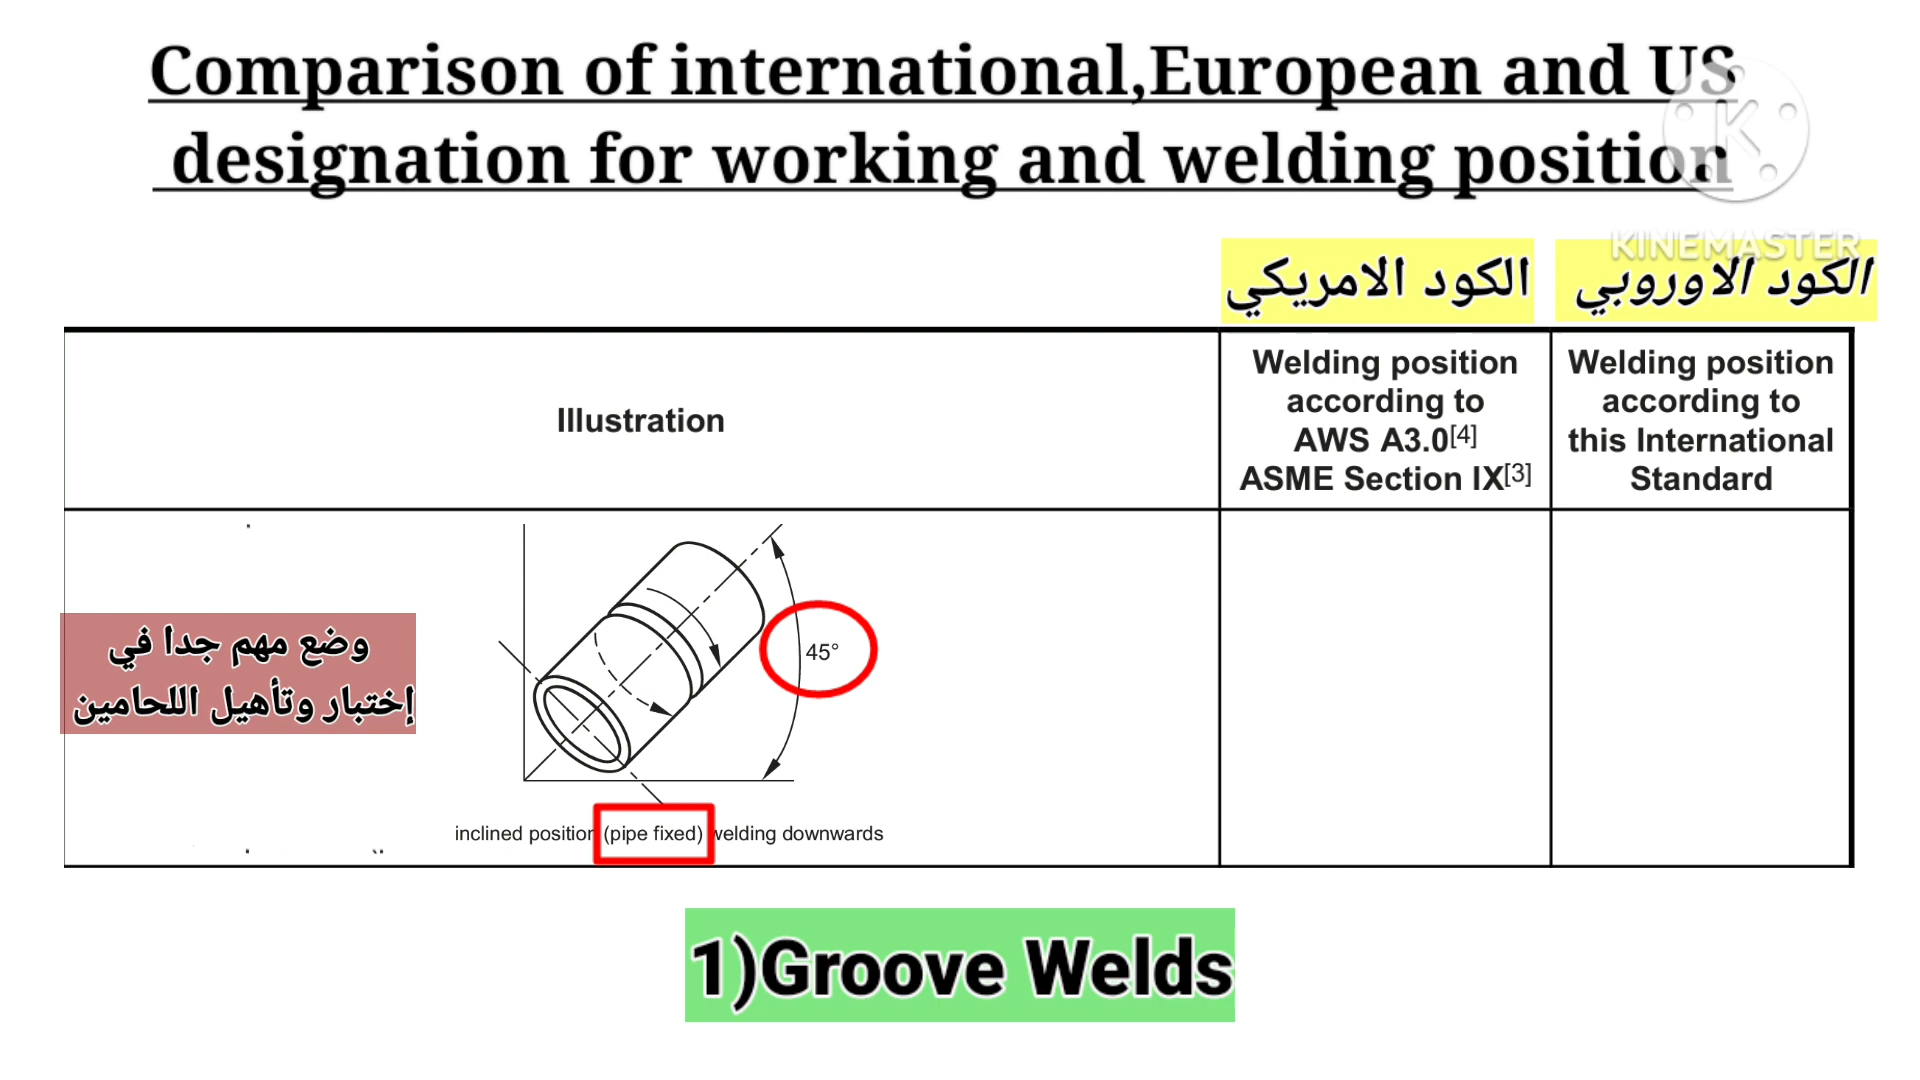 Comparison of international,European and US
designation for working and welding position
K
KINEMASTER
الكود الامريكي
الكود الاوروبي
Illustration
Welding position
according to
AWS A3.0[4]
ASME Section IX[3]
Welding position
according to
this International
Standard
وضع مهم جدا في
إختبار وتأهيل اللحامين
45°
inclined position (pipe fixed) welding downwards
1)Groove Welds